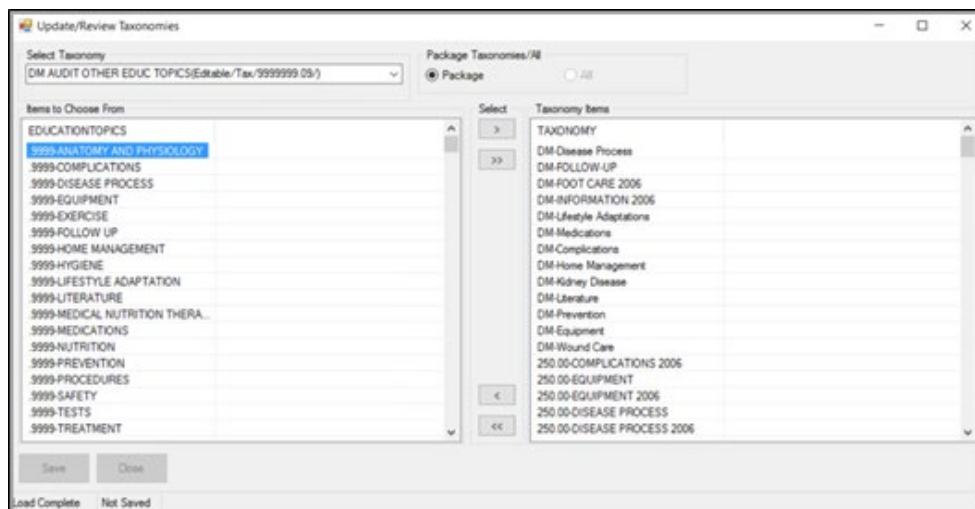 Update/Review Taxonomies
Select Taxonomy
DM AUDIT OTHER EDUC TOPICS(Editable/Tax/9999999.09/)
Package Taxonomies/All
Package
All
Items to Choose From
EDUCATIONTOPICS
.9999-ANATOMY AND PHYSIOLOGY
.9999-COMPLICATIONS
.9999-DISEASE PROCESS
.9999-EQUIPMENT
.9999-EXERCISE
.9999-FOLLOW UP
.9999-HOME MANAGEMENT
.9999-HYGIENE
.9999-LIFESTYLE ADAPTATION
.9999-LITERATURE
.9999-MEDICAL NUTRITION THERA...
.9999-MEDICATIONS
.9999-NUTRITION
.9999-PREVENTION
.9999-PROCEDURES
.9999-SAFETY
.9999-TESTS
.9999-TREATMENT
Select
>
>>
<
<<
Taxonomy Items
TAXONOMY
DM-Disease Process
DM-FOLLOW-UP
DM-FOOT CARE 2006
DM-INFORMATION 2006
DM-Lifestyle Adaptations
DM-Medications
DM-Complications
DM-Home Management
DM-Kidney Disease
DM-Literature
DM-Prevention
DM-Equipment
DM-Wound Care
250.00-COMPLICATIONS 2006
250.00-EQUIPMENT
250.00-EQUIPMENT 2006
250.00-DISEASE PROCESS
250.00-DISEASE PROCESS 2006
Save
Close
Load Complete
Not Saved